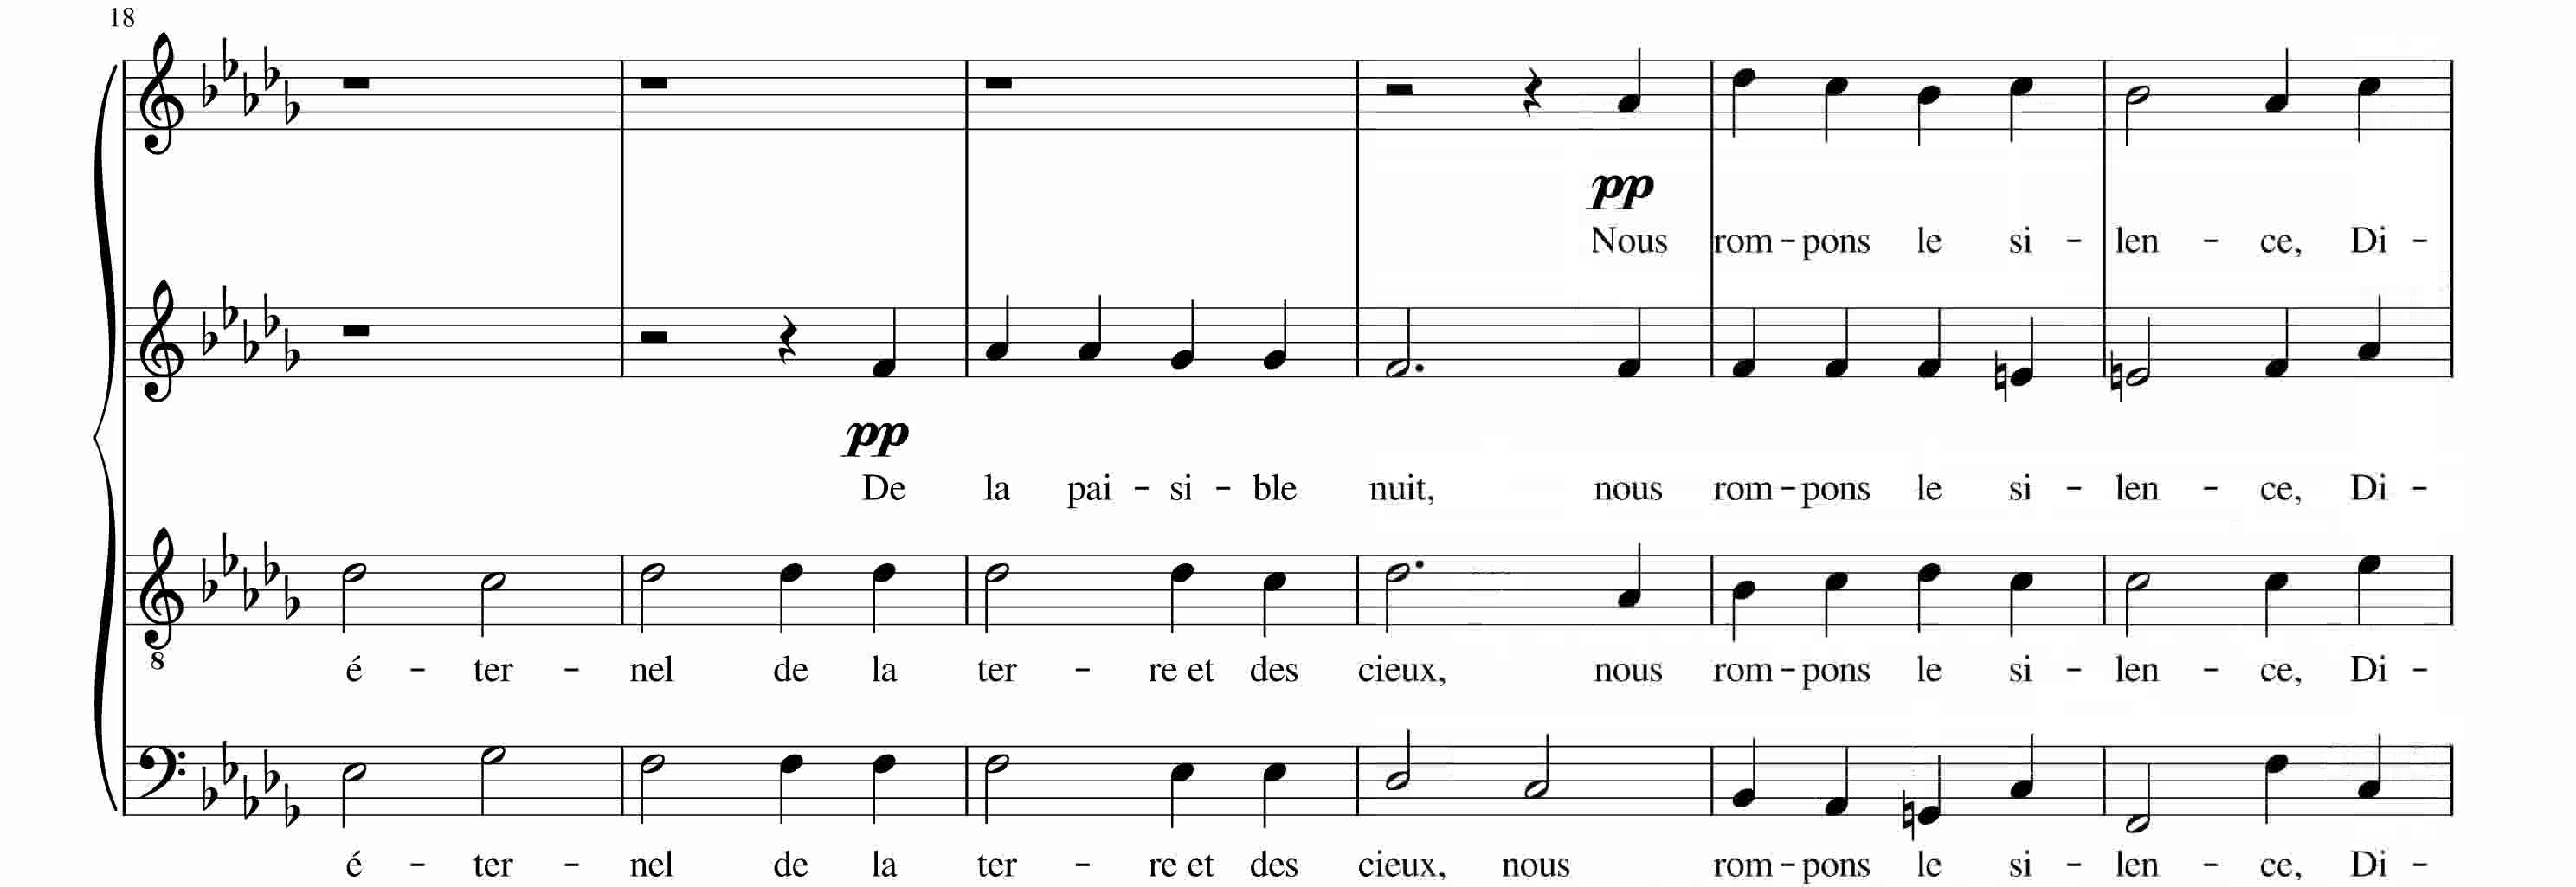 18
pp
Nous rom - pons le si - len - ce, Di -
pp
De la pai - si - ble nuit, nous rom - pons le si - len - ce, Di -
8
é - ter - nel de la ter - re et des cieux, nous rom - pons le si - len - ce, Di -
é - ter - nel de la ter - re et des cieux, nous rom - pons le si - len - ce, Di -